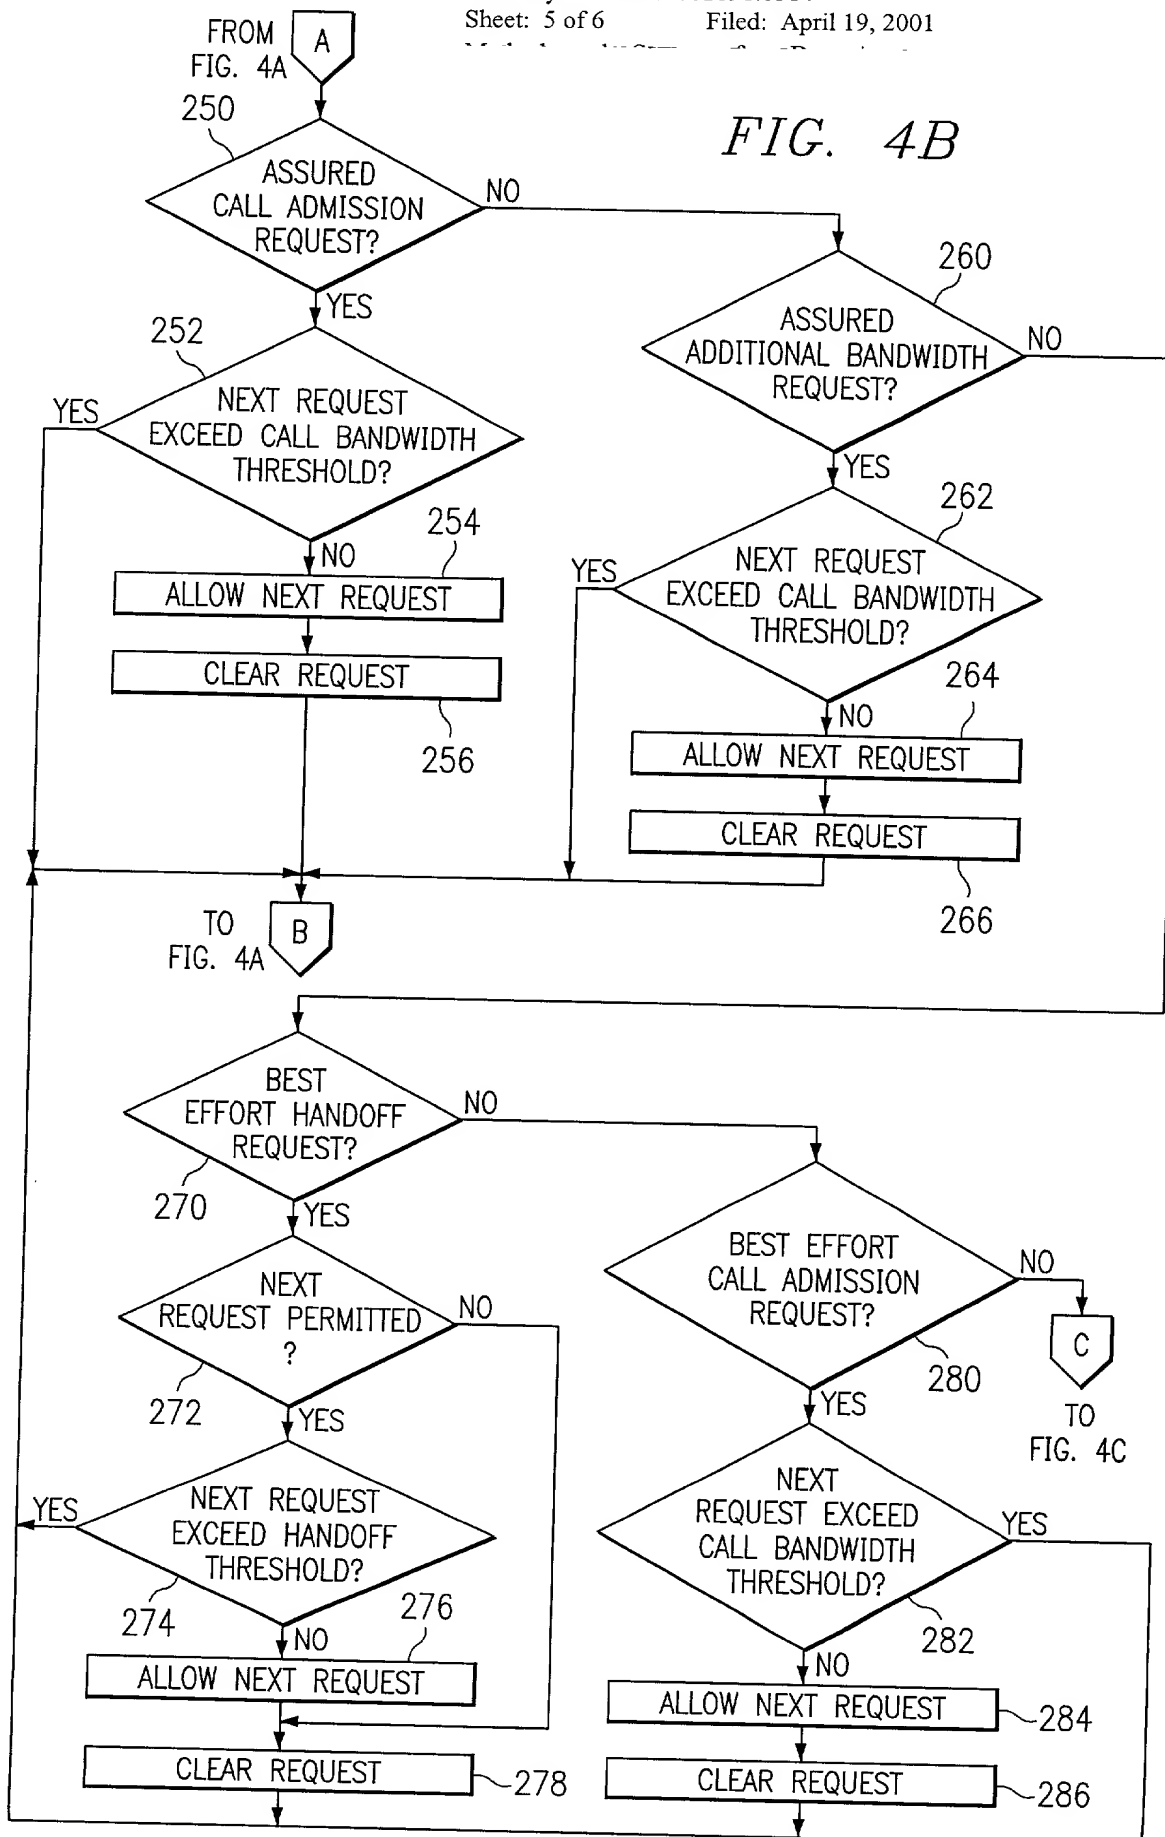 Sheet: 5 of 6 Filed: April 19, 2001
FROM
FIG. 4A
A
FIG. 4B
250
ASSURED
CALL ADMISSION
REQUEST?
NO
YES
260
ASSURED
ADDITIONAL BANDWIDTH
REQUEST?
NO
YES
252
NEXT REQUEST
EXCEED CALL BANDWIDTH
THRESHOLD?
YES
NO
254
ALLOW NEXT REQUEST
CLEAR REQUEST
256
262
NEXT REQUEST
EXCEED CALL BANDWIDTH
THRESHOLD?
YES
NO
264
ALLOW NEXT REQUEST
CLEAR REQUEST
266
TO
FIG. 4A
B
BEST
EFFORT HANDOFF
REQUEST?
NO
270
YES
NEXT
REQUEST PERMITTED
?
NO
272
YES
NEXT REQUEST
EXCEED HANDOFF
THRESHOLD?
YES
274
NO
276
ALLOW NEXT REQUEST
CLEAR REQUEST
278
BEST EFFORT
CALL ADMISSION
REQUEST?
NO
280
C
TO
FIG. 4C
YES
NEXT
REQUEST EXCEED
CALL BANDWIDTH
THRESHOLD?
YES
282
NO
ALLOW NEXT REQUEST
284
CLEAR REQUEST
286